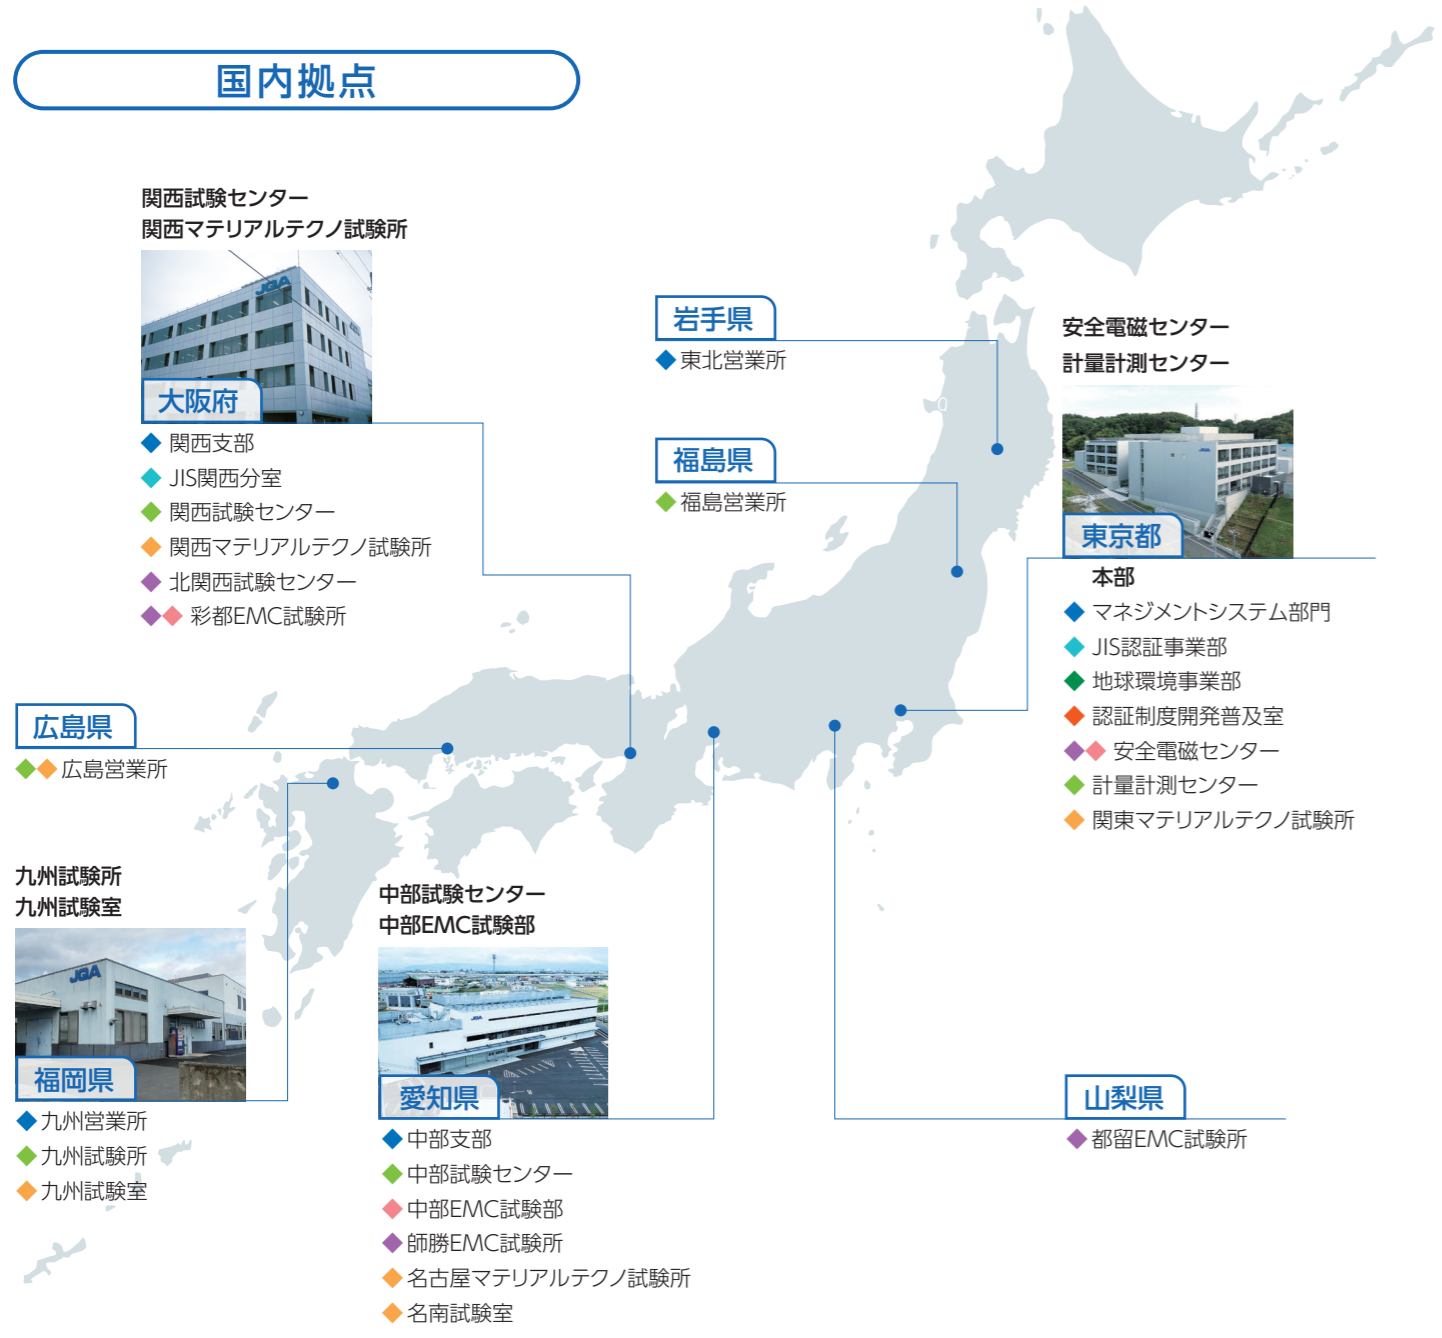 国内拠点
関西試験センター
関西マテリアルテクノ試験所
JQA
大阪府
関西支部
JIS関西分室
関西試験センター
関西マテリアルテクノ試験所
北関西試験センター
彩都EMC試験所
岩手県
東北営業所
福島県
福島営業所
安全電磁センター
計量計測センター
JQA
東京都
本部
マネジメントシステム部門
JIS認証事業部
地球環境事業部
認証制度開発普及室
安全電磁センター
計量計測センター
関東マテリアルテクノ試験所
広島県
広島営業所
九州試験所
九州試験室
JQA
福岡県
九州営業所
九州試験所
九州試験室
中部試験センター
中部EMC試験部
JQA
愛知県
中部支部
中部試験センター
中部EMC試験部
師勝EMC試験所
名古屋マテリアルテクノ試験所
名南試験室
山梨県
都留EMC試験所